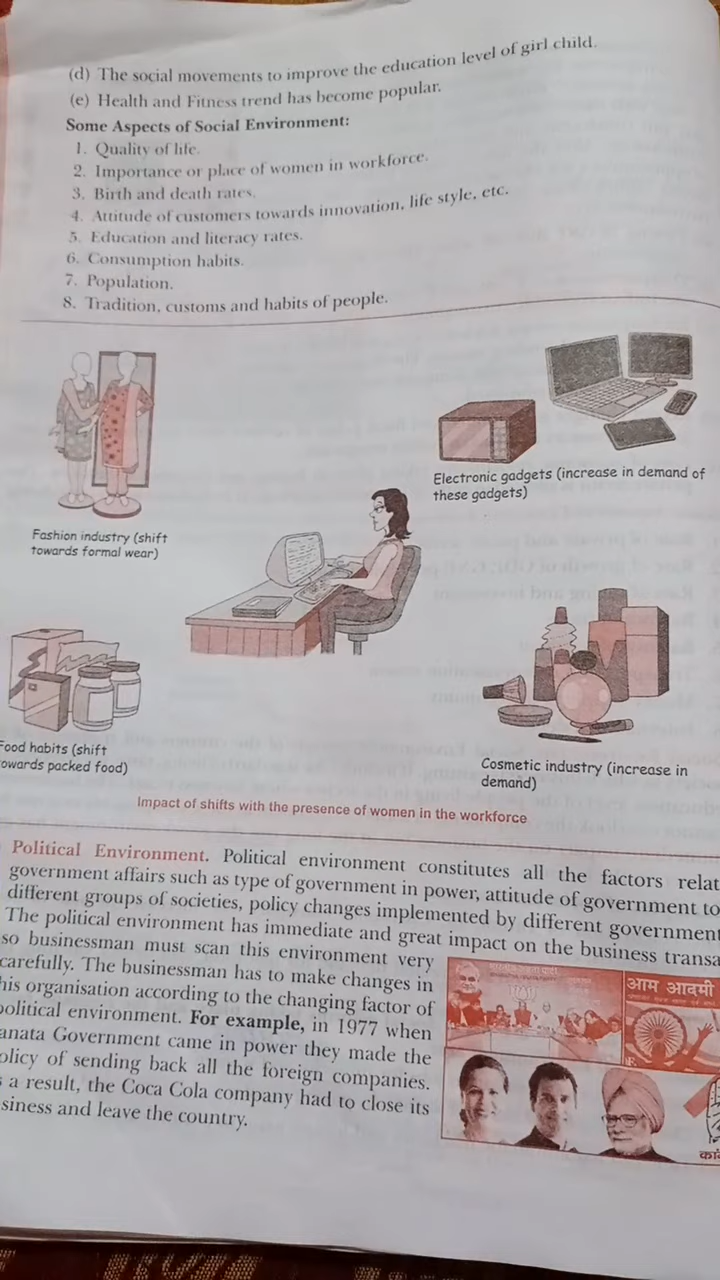 (d) The social movements to improve the education level of girl child.
(e) Health and Fitness trend has become popular.
Some Aspects of Social Environment:
1. Quality of life.
2. Importance or place of women in workforce.
3. Birth and death rates.
4. Attitude of customers towards innovation, life style, etc.
5. Education and literacy rates.
6. Consumption habits.
7. Population.
8. Tradition, customs and habits of people.
Electronic gadgets (increase in demand of
these gadgets)
Fashion industry (shift
towards formal wear)
Food habits (shift
owards packed food)
Cosmetic industry (increase in
demand)
Impact of shifts with the presence of women in the workforce
Political Environment. Political environment constitutes all the factors relat
government affairs such as type of government in power, attitude of government to
different groups of societies, policy changes implemented by different government
The political environment has immediate and great impact on the business transa
so businessman must scan this environment very
carefully. The businessman has to make changes in
his organisation according to the changing factor of
political environment. For example, in 1977 when
anata Government came in power they made the
olicy of sending back all the foreign companies.
s a result, the Coca Cola company had to close its
siness and leave the country.
आम आदमी